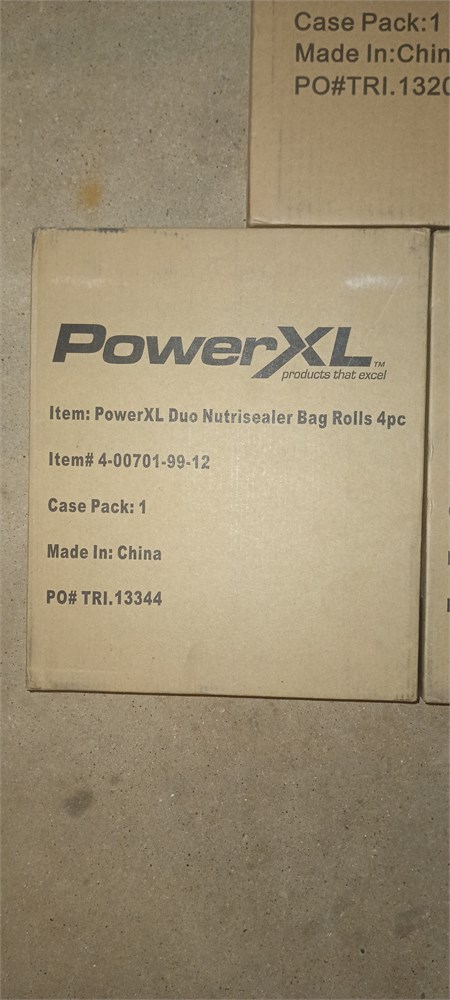 Case Pack:1
Made In:Chin
PO#TRI.1320
PowerXL™
products that excel
Item: PowerXL Duo Nutrisealer Bag Rolls 4pc
Item# 4-00701-99-12
Case Pack: 1
Made In: China
PO# TRI.13344